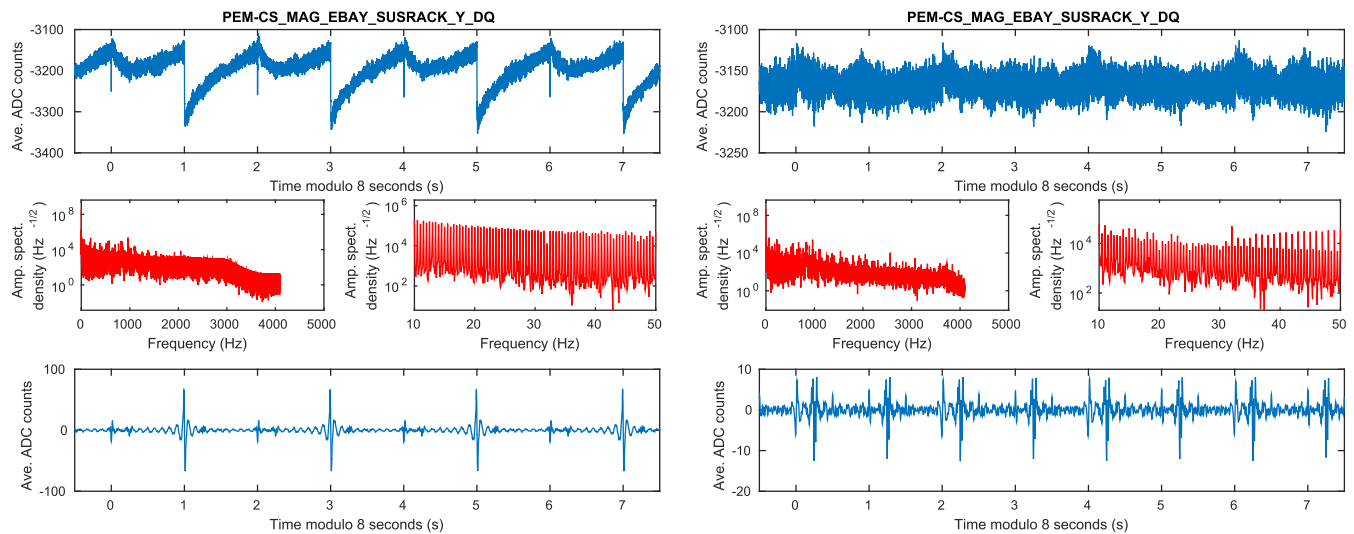 PEM-CS_MAG_EBAY_SUSRACK_Y_DQ
-3100
-3200
-3300
-3400
Ave. ADC counts
0 1 2 3 4 5 6 7
Time modulo 8 seconds (s)
10^8
10^4
10^0
Amp. spect.
density (Hz^-1/2)
0 1000 2000 3000 4000 5000
Frequency (Hz)
10^6
10^4
10^2
Amp. spect.
density (Hz^-1/2)
10 20 30 40 50
Frequency (Hz)
100
0
-100
Ave. ADC counts
0 1 2 3 4 5 6 7
Time modulo 8 seconds (s)
PEM-CS_MAG_EBAY_SUSRACK_Y_DQ
-3100
-3150
-3200
-3250
Ave. ADC counts
0 1 2 3 4 5 6 7
Time modulo 8 seconds (s)
10^8
10^4
10^0
Amp. spect.
density (Hz^-1/2)
0 1000 2000 3000 4000 5000
Frequency (Hz)
10^4
10^2
Amp. spect.
density (Hz^-1/2)
10 20 30 40 50
Frequency (Hz)
10
0
-10
-20
Ave. ADC counts
0 1 2 3 4 5 6 7
Time modulo 8 seconds (s)